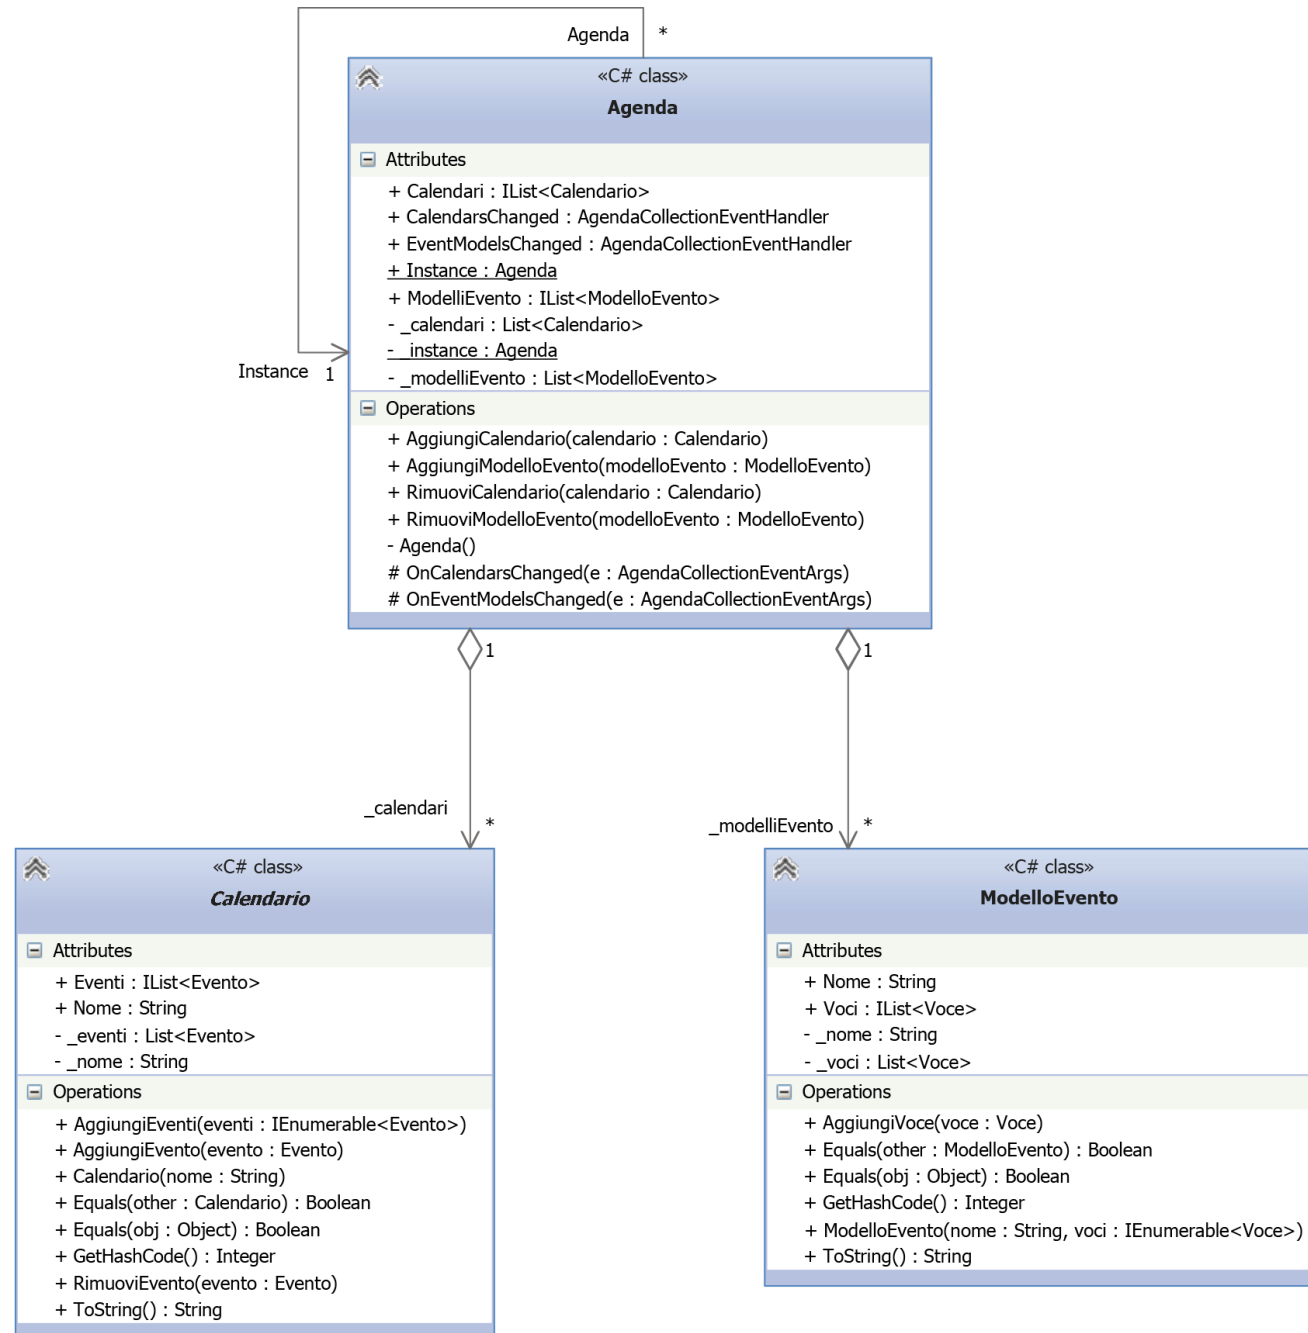 Agenda *
«C# class»
Agenda
Attributes
+ Calendari : IList<Calendario>
+ CalendarsChanged : AgendaCollectionEventHandler
+ EventModelsChanged : AgendaCollectionEventHandler
+ Instance : Agenda
+ ModelliEvento : IList<ModelloEvento>
- _calendari : List<Calendario>
- _instance : Agenda
- _modelliEvento : List<ModelloEvento>
Instance 1
Operations
+ AggiungiCalendario(calendario : Calendario)
+ AggiungiModelloEvento(modelloEvento : ModelloEvento)
+ RimuoviCalendario(calendario : Calendario)
+ RimuoviModelloEvento(modelloEvento : ModelloEvento)
- Agenda()
# OnCalendarsChanged(e : AgendaCollectionEventArgs)
# OnEventModelsChanged(e : AgendaCollectionEventArgs)
1
1
_calendari *
_modelliEvento *
«C# class»
Calendario
Attributes
+ Eventi : IList<Evento>
+ Nome : String
- _eventi : List<Evento>
- _nome : String
Operations
+ AggiungiEventi(eventi : IEnumerable<Evento>)
+ AggiungiEvento(evento : Evento)
+ Calendario(nome : String)
+ Equals(other : Calendario) : Boolean
+ Equals(obj : Object) : Boolean
+ GetHashCode() : Integer
+ RimuoviEvento(evento : Evento)
+ ToString() : String
«C# class»
ModelloEvento
Attributes
+ Nome : String
+ Voci : IList<Voce>
- _nome : String
- _voci : List<Voce>
Operations
+ AggiungiVoce(voce : Voce)
+ Equals(other : ModelloEvento) : Boolean
+ Equals(obj : Object) : Boolean
+ GetHashCode() : Integer
+ ModelloEvento(nome : String, voci : IEnumerable<Voce>)
+ ToString() : String